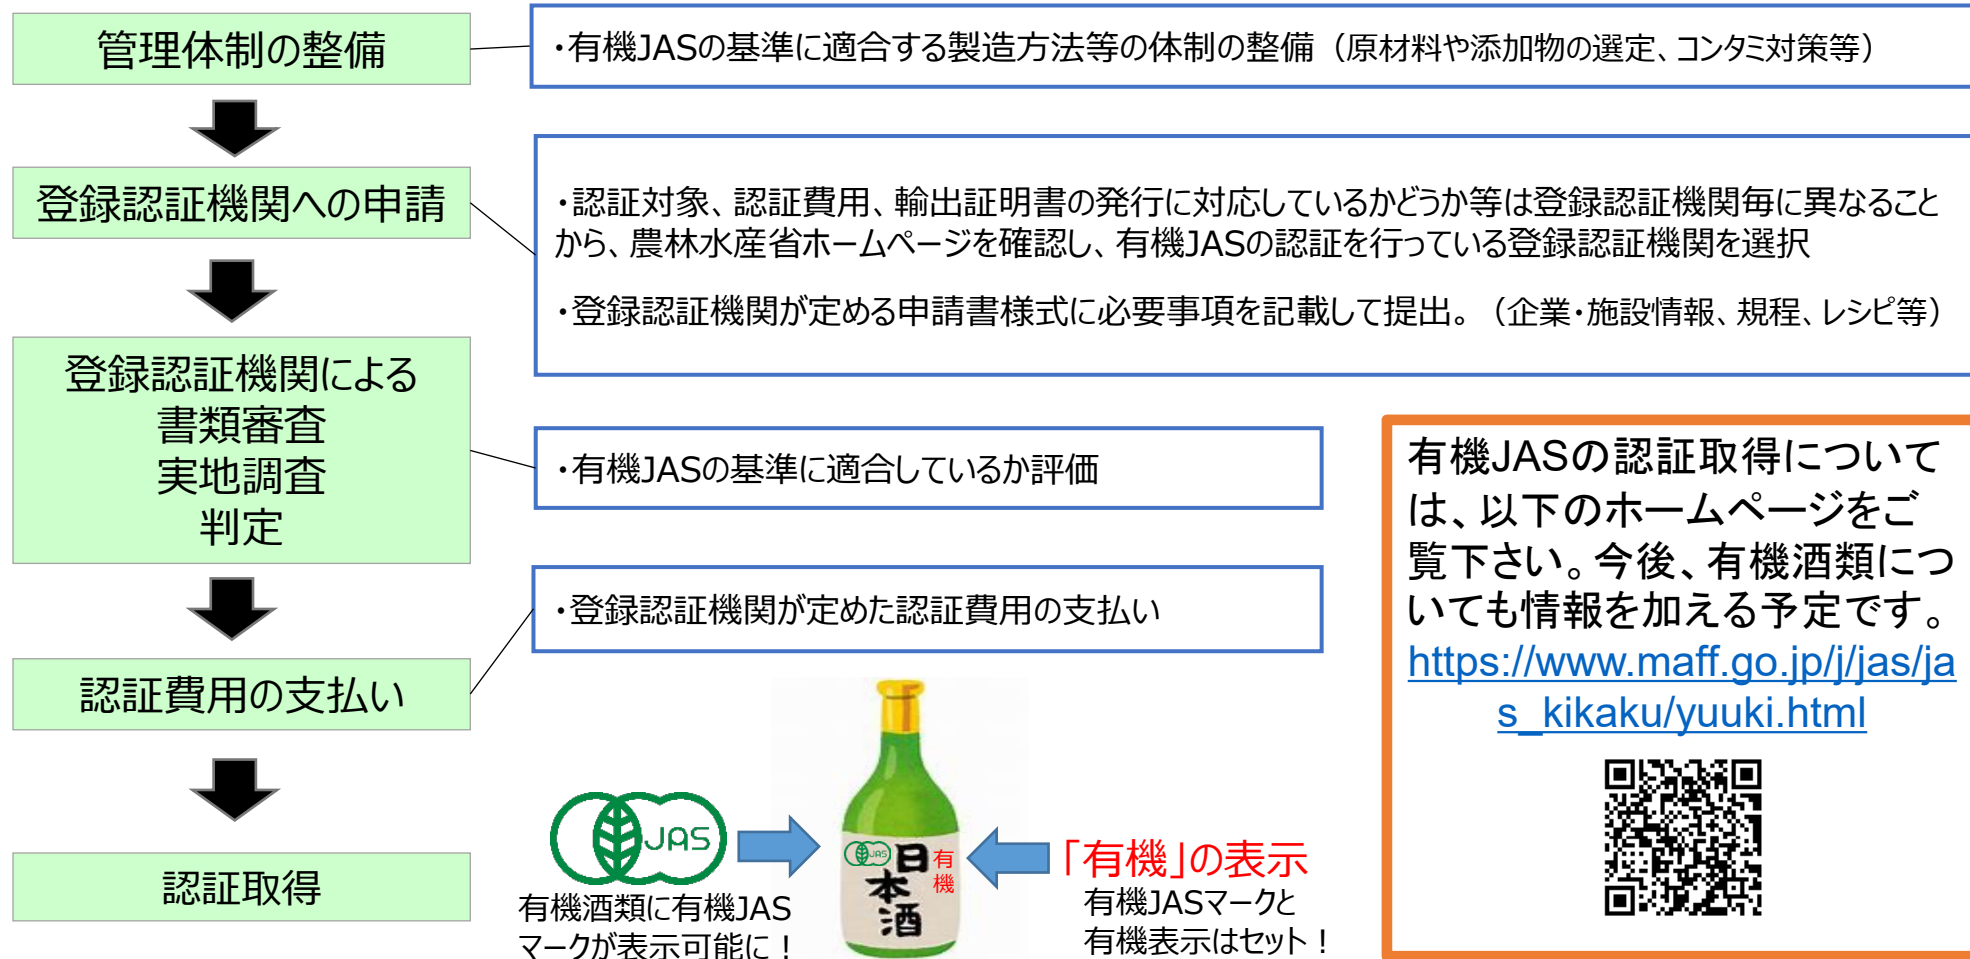 管理体制の整備
・有機JASの基準に適合する製造方法等の体制の整備（原材料や添加物の選定、コンタミ対策等）
登録認証機関への申請
・認証対象、認証費用、輸出証明書の発行に対応しているかどうか等は登録認証機関毎に異なること
から、農林水産省ホームページを確認し、有機JASの認証を行っている登録認証機関を選択
・登録認証機関が定める申請書様式に必要事項を記載して提出。（企業・施設情報、規程、レシピ等）
登録認証機関による
書類審査
実地調査
判定
・有機JASの基準に適合しているか評価
認証費用の支払い
・登録認証機関が定めた認証費用の支払い
認証取得
JAS
有機酒類に有機JAS
マークが表示可能に！
JAS
日本酒
有機
「有機」の表示
有機JASマークと
有機表示はセット！
有機JASの認証取得について
は、以下のホームページをご
覧下さい。今後、有機酒類につ
いても情報を加える予定です。
https://www.maff.go.jp/j/jas/ja
s_kikaku/yuuki.html